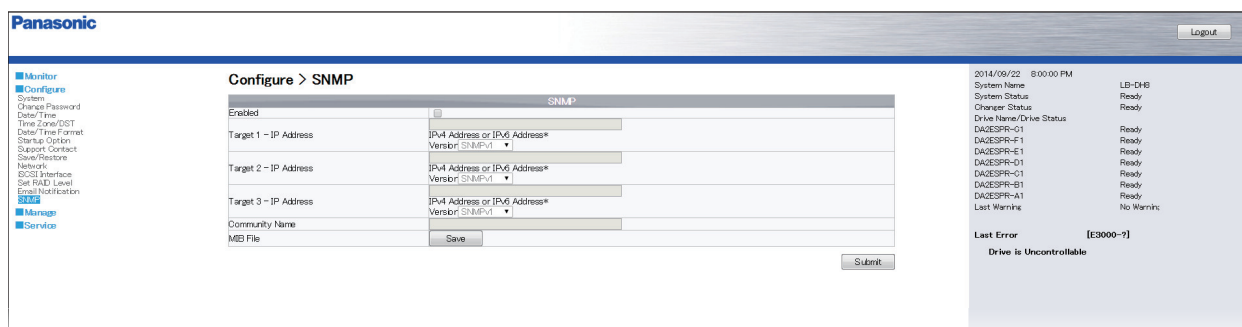 Panasonic
Logout
Monitor
Configure
System
Change Password
Date/Time
Time Zone/DST
Date/Time Format
Startup Option
Support Contact
Save/Restore
Network
iSCSI Interface
Set RAID Level
Email Notification
SNMP
Manage
Service
Configure > SNMP
SNMP
Enabled
Target 1 - IP Address
IPv4 Address or IPv6 Address*
Version SNMPv1
Target 2 - IP Address
IPv4 Address or IPv6 Address*
Version SNMPv1
Target 3 - IP Address
IPv4 Address or IPv6 Address*
Version SNMPv1
Community Name
MIB File Save
Submit
2014/09/22 8:00:00 PM
System Name LB-DH8
System Status Ready
Changer Status Ready
Drive Name/Drive Status
DA2ESPR-G1 Ready
DA2ESPR-F1 Ready
DA2ESPR-E1 Ready
DA2ESPR-D1 Ready
DA2ESPR-C1 Ready
DA2ESPR-B1 Ready
DA2ESPR-A1 Ready
Last Warning No Warning
Last Error [E3000-?]
Drive is Uncontrollable